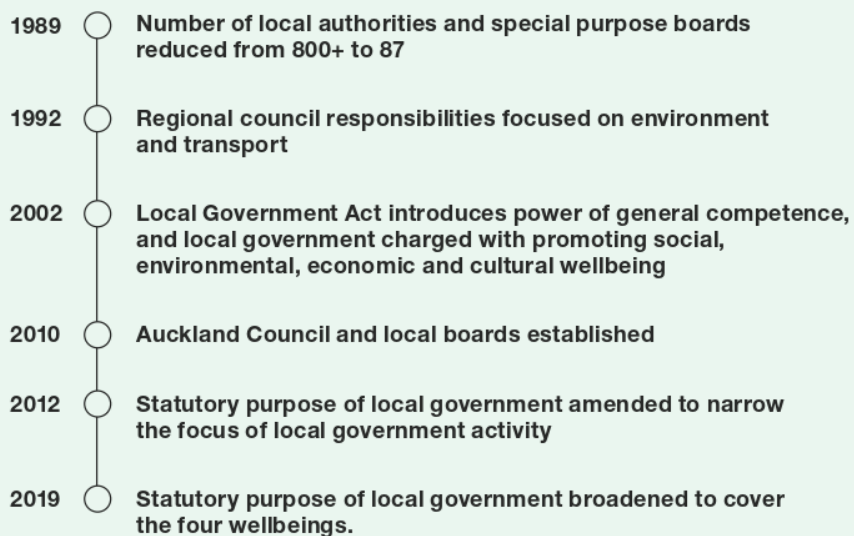 1989 Number of local authorities and special purpose boards
reduced from 800+ to 87
1992 Regional council responsibilities focused on environment
and transport
2002 Local Government Act introduces power of general competence,
and local government charged with promoting social,
environmental, economic and cultural wellbeing
2010 Auckland Council and local boards established
2012 Statutory purpose of local government amended to narrow
the focus of local government activity
2019 Statutory purpose of local government broadened to cover
the four wellbeings.